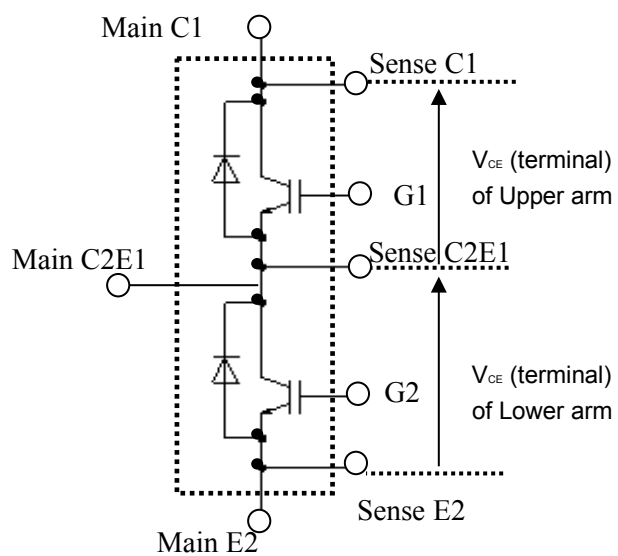 Main C1
Sense C1
VCE (terminal)
of Upper arm
G1
Sense C2E1
Main C2E1
VCE (terminal)
of Lower arm
G2
Sense E2
Main E2